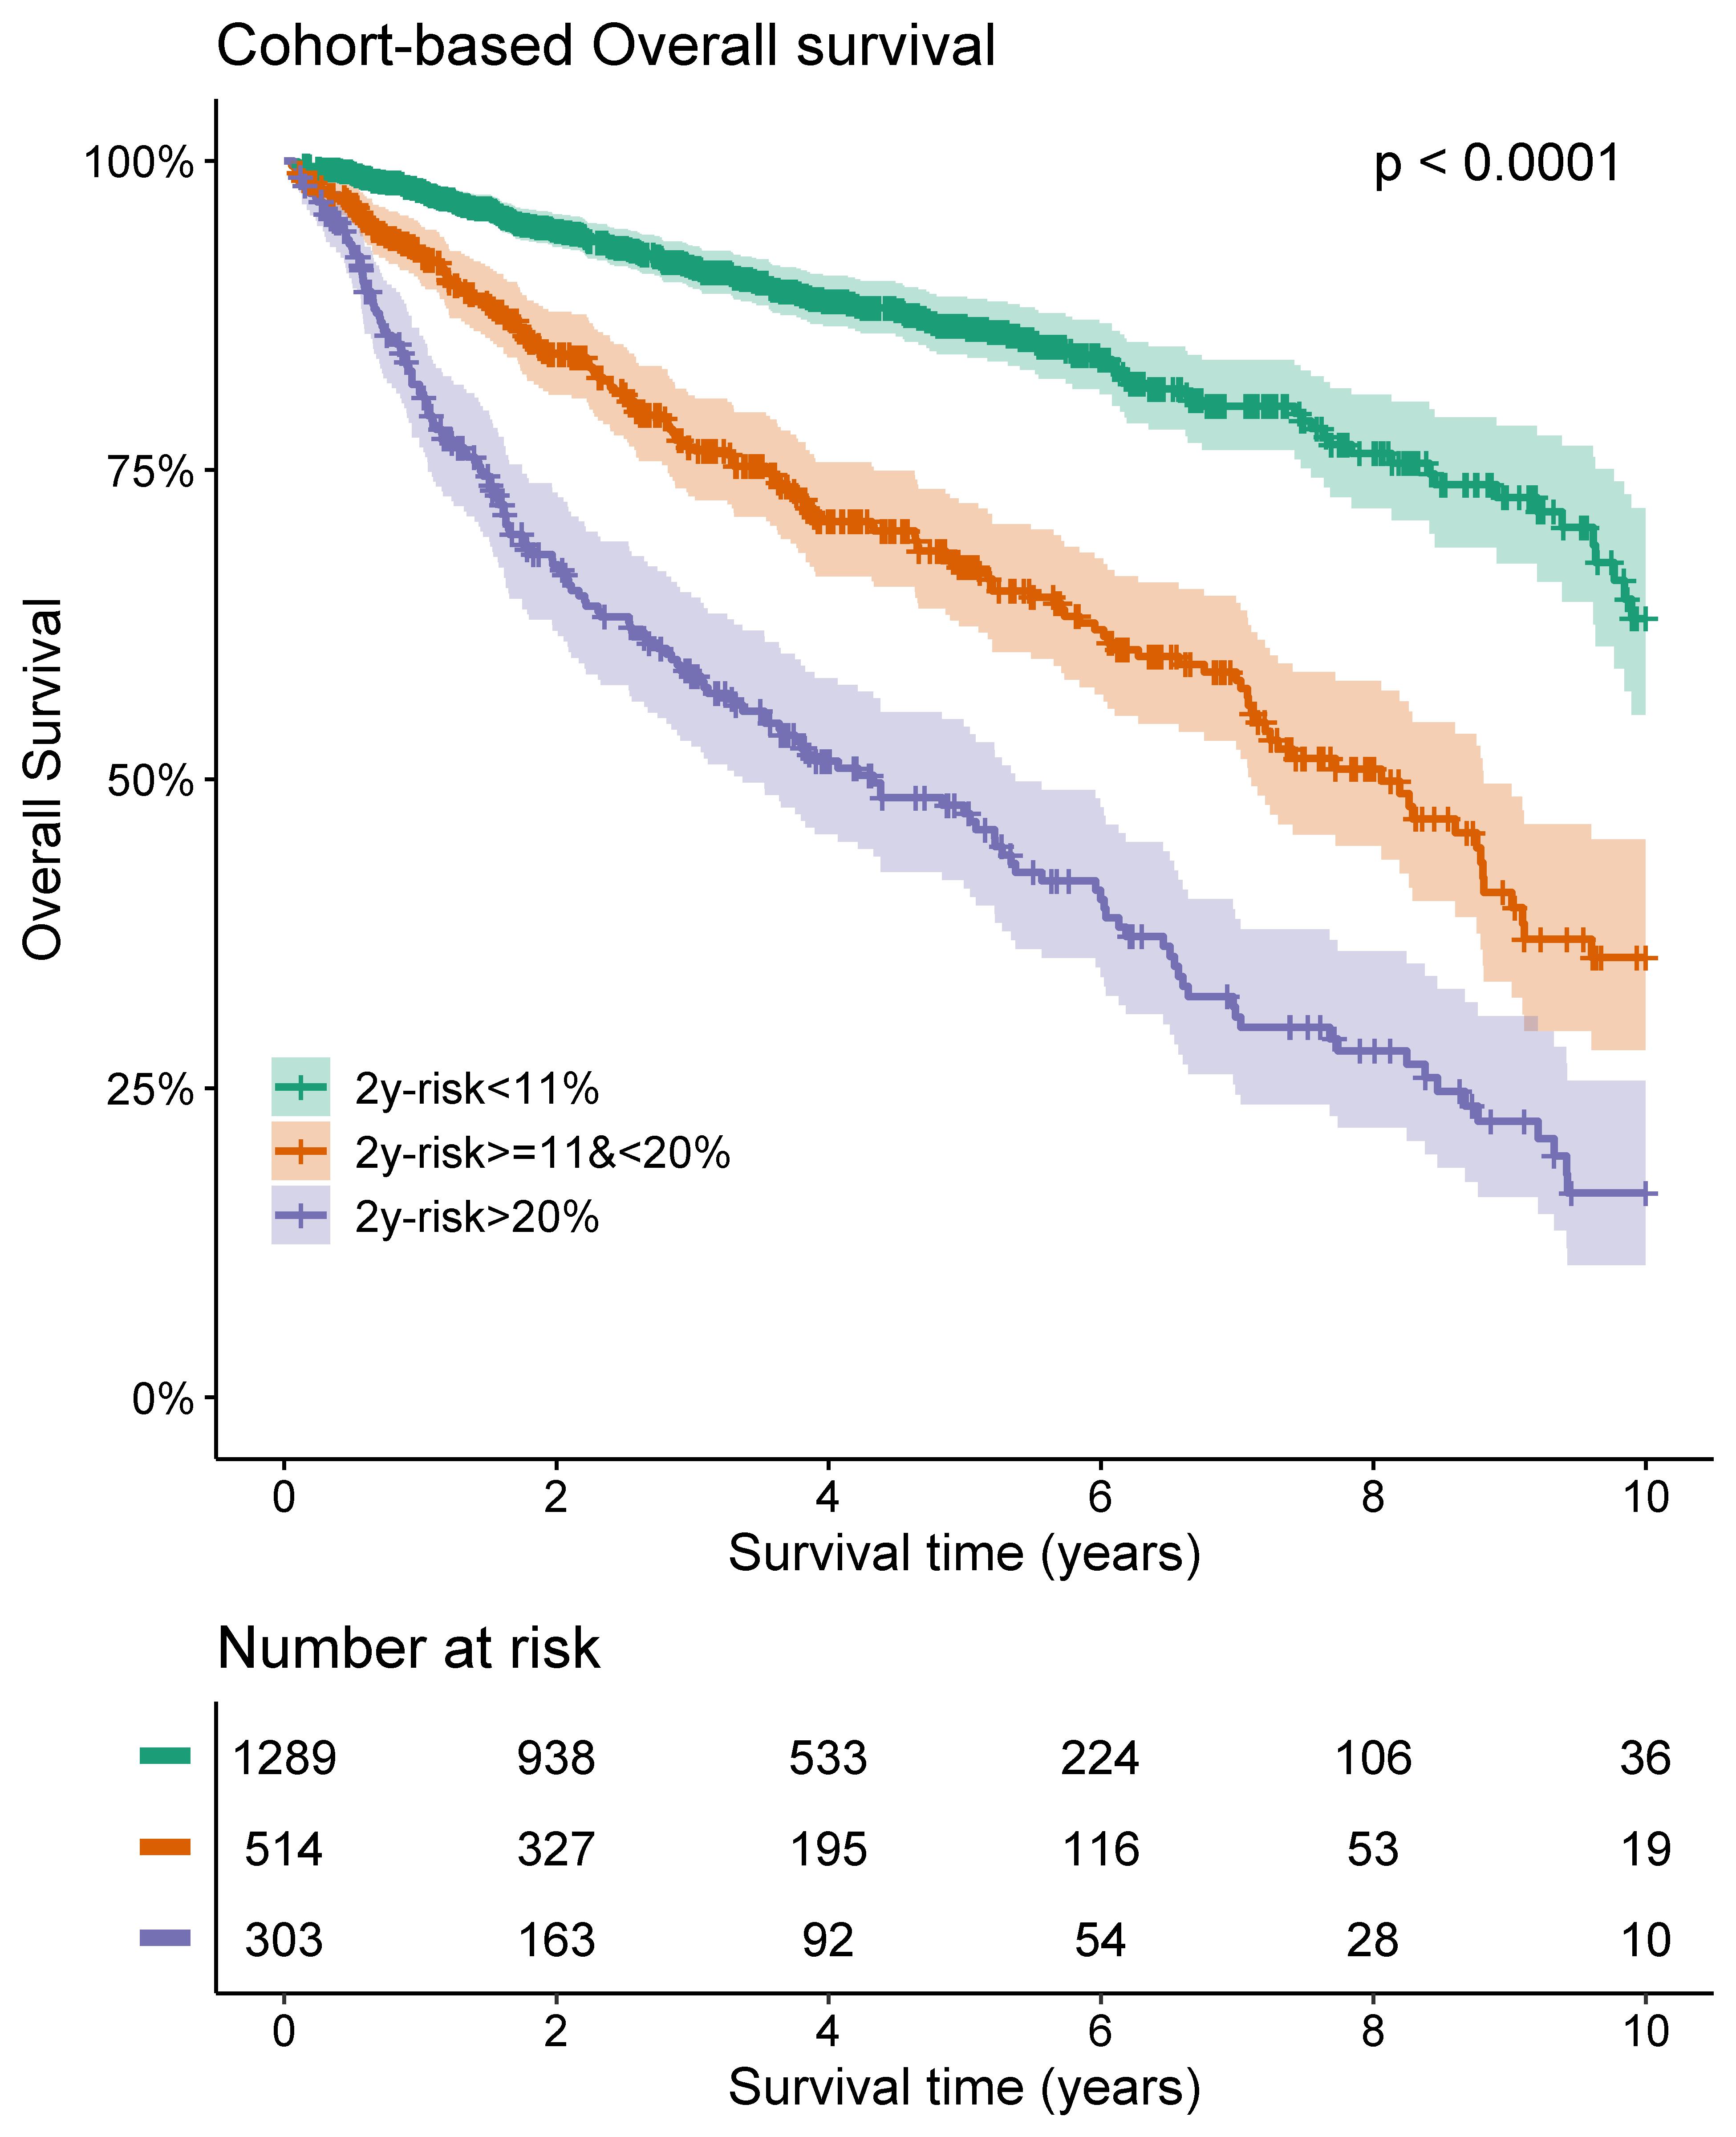 Cohort-based Overall survival
p < 0.0001
100%
75%
50%
25%
0%
Overall Survival
2y-risk<11%
2y-risk>=11&<20%
2y-risk>20%
0 2 4 6 8 10
Survival time (years)
Number at risk
1289 938 533 224 106 36
514 327 195 116 53 19
303 163 92 54 28 10
0 2 4 6 8 10
Survival time (years)